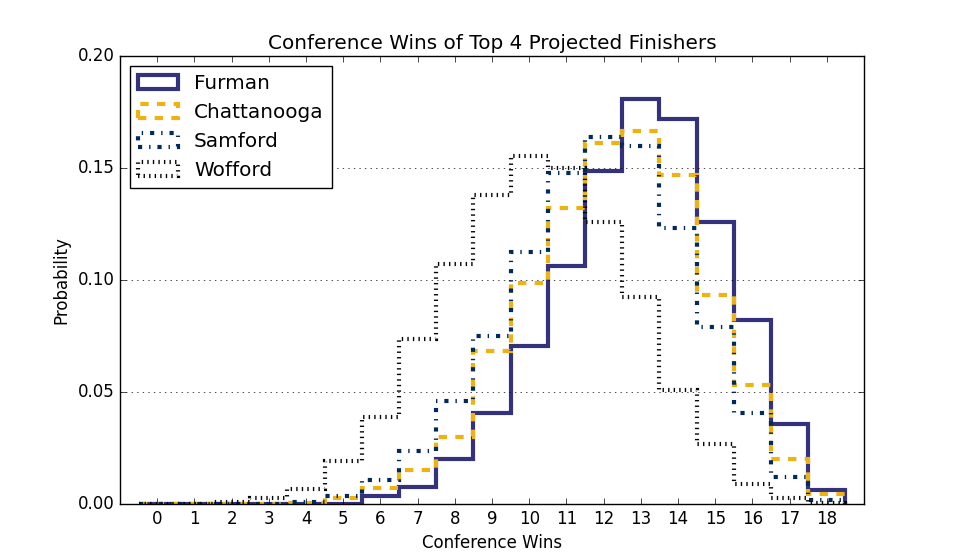 Conference Wins of Top 4 Projected Finishers
Furman
Chattanooga
Samford
Wofford
Probability
0.20
0.15
0.10
0.05
0.00
0 1 2 3 4 5 6 7 8 9 10 11 12 13 14 15 16 17 18
Conference Wins